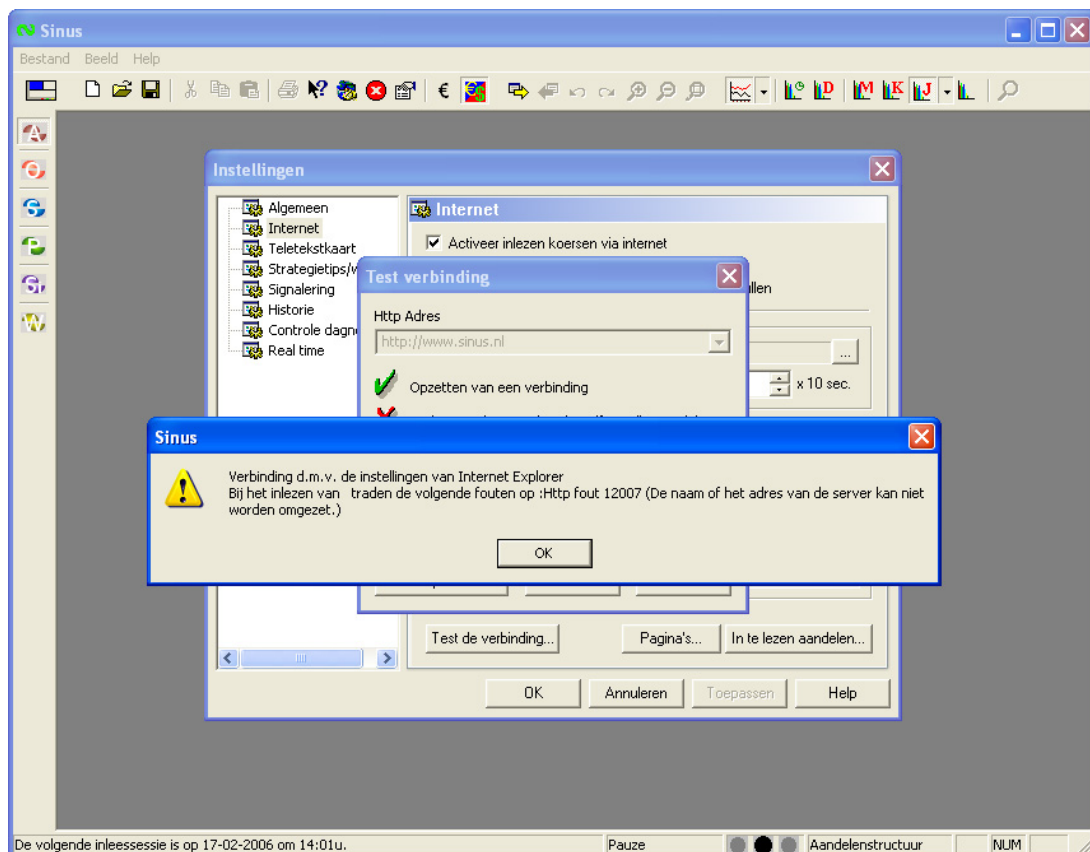 Sinus
Bestand Beeld Help
€ D M K J
A
O
S
P
Si
W
Instellingen
Algemeen
Internet
Teletekstkaart
Signalering
Historie
Real time
Internet
Activeer inlezen koersen via internet
...
x 10 sec.
Test de verbinding...
Pagina's...
In te lezen aandelen...
OK
Annuleren
Toepassen
Help
Test verbinding
Http Adres
http://www.sinus.nl
Opzetten van een verbinding
Sinus
Verbinding d.m.v. de instellingen van Internet Explorer
Bij het inlezen van traden de volgende fouten op :Http fout 12007 (De naam of het adres van de server kan niet
worden omgezet.)
OK
De volgende inleessessie is op 17-02-2006 om 14:01u.
Pauze
Aandelenstructuur
NUM